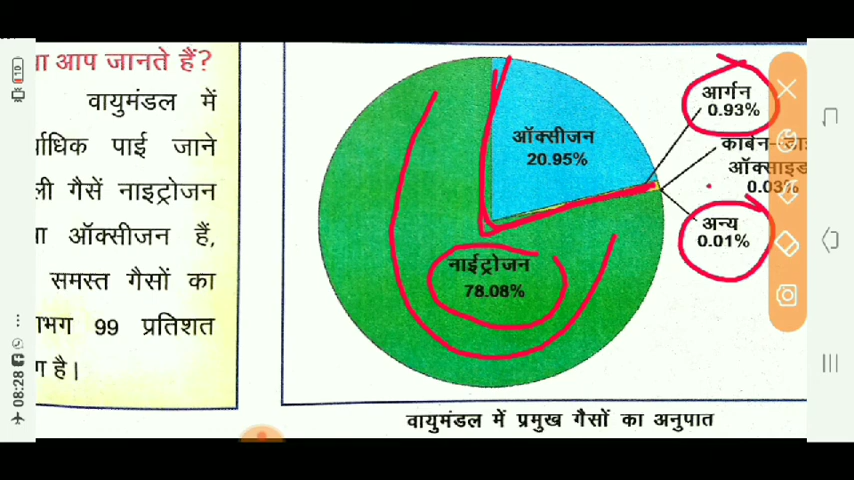 आप जानते हैं?
वायुमंडल में
पाई जाने
गैसें नाइट्रोजन
ऑक्सीजन हैं,
समस्त गैसों का
99 प्रतिशत
है।
ऑक्सीजन
20.95%
नाईट्रोजन
78.08%
आर्गन
0.93%
कार्बन-
ऑक्साइड
0.03%
अन्य
0.01%
वायुमंडल में प्रमुख गैसों का अनुपात
08:28
10